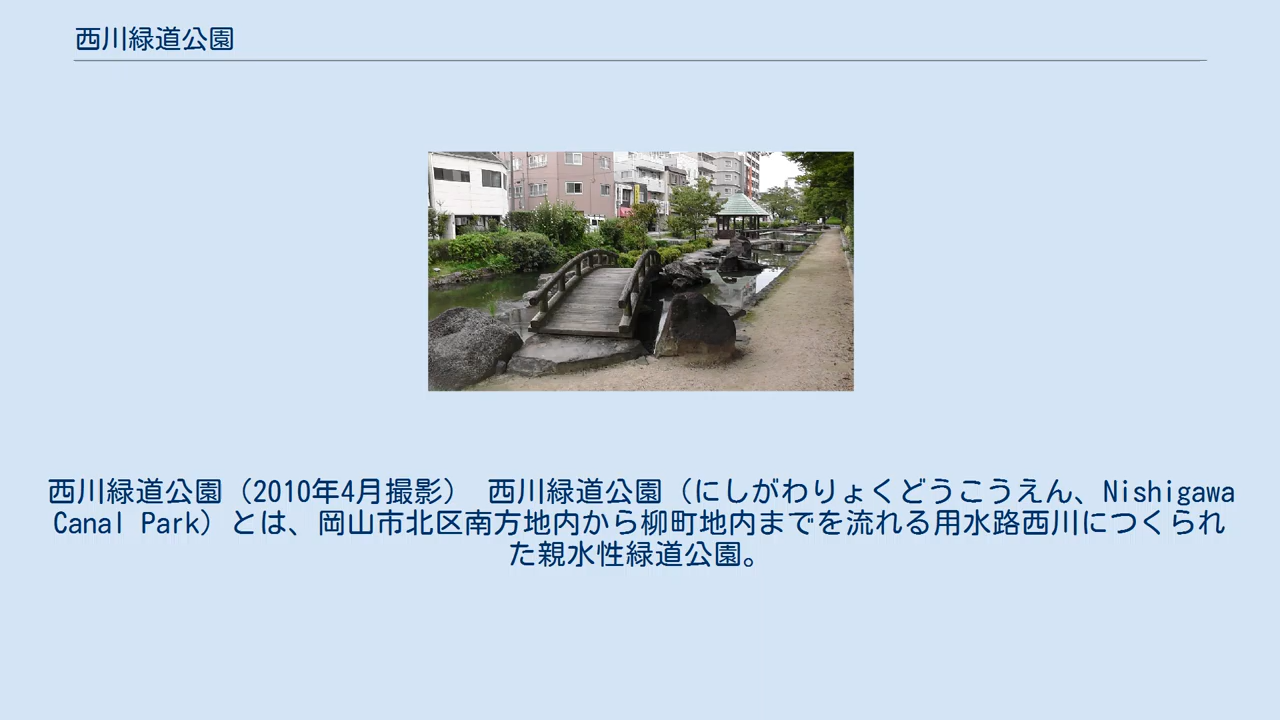 西川緑道公園
西川緑道公園（2010年4月撮影） 西川緑道公園（にしがわりょくどうこうえん、Nishigawa
Canal Park）とは、岡山市北区南方地内から柳町地内までを流れる用水路西川につくられ
た親水性緑道公園。